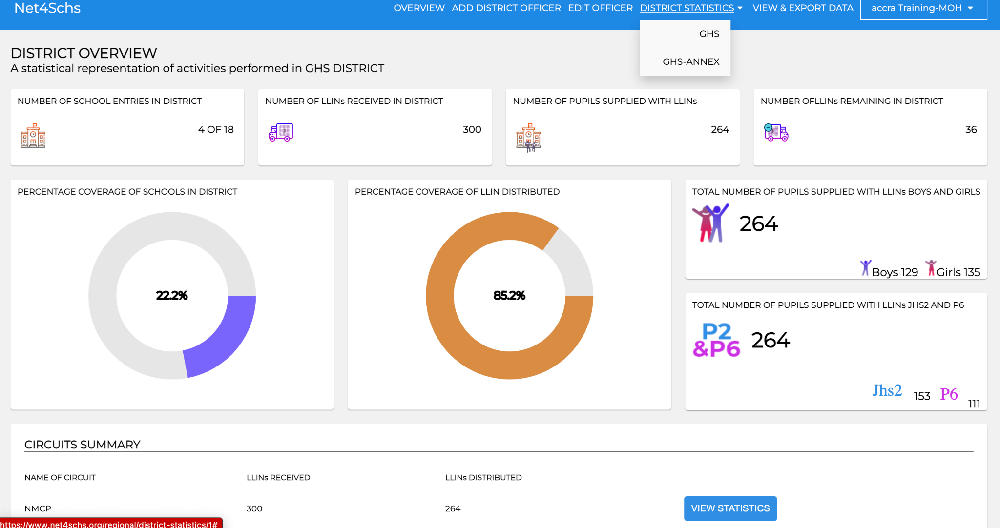 Net4Schs
OVERVIEW ADD DISTRICT OFFICER EDIT OFFICER DISTRICT STATISTICS VIEW & EXPORT DATA accra Training-MOH
GHS
GHS-ANNEX
DISTRICT OVERVIEW
A statistical representation of activities performed in GHS DISTRICT
NUMBER OF SCHOOL ENTRIES IN DISTRICT
4 OF 18
NUMBER OF LLINs RECEIVED IN DISTRICT
300
NUMBER OF PUPILS SUPPLIED WITH LLINs
264
NUMBER OFLLINs REMAINING IN DISTRICT
36
PERCENTAGE COVERAGE OF SCHOOLS IN DISTRICT
22.2%
PERCENTAGE COVERAGE OF LLIN DISTRIBUTED
85.2%
TOTAL NUMBER OF PUPILS SUPPLIED WITH LLINs BOYS AND GIRLS
264
Boys 129 Girls 135
TOTAL NUMBER OF PUPILS SUPPLIED WITH LLINs JHS2 AND P6
P2
&P6
264
Jhs2 153 P6 111
CIRCUITS SUMMARY
NAME OF CIRCUIT LLINs RECEIVED LLINs DISTRIBUTED
NMCP 300 264 VIEW STATISTICS
https://www.net4schs.org/regional/district-statistics/1#